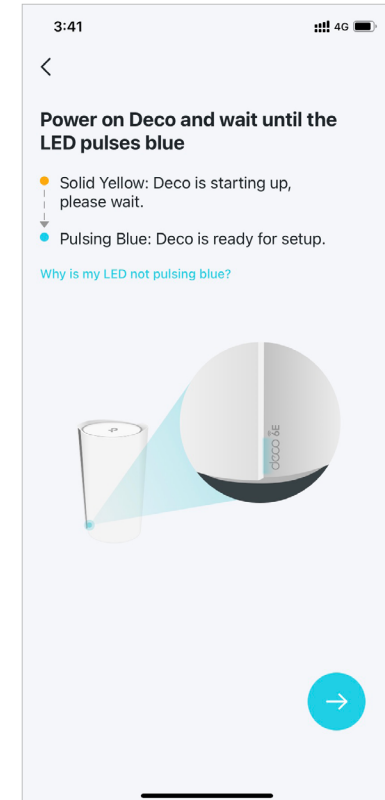 3:41
4G
Power on Deco and wait until the
LED pulses blue
Solid Yellow: Deco is starting up,
please wait.
Pulsing Blue: Deco is ready for setup.
Why is my LED not pulsing blue?
deco 6E